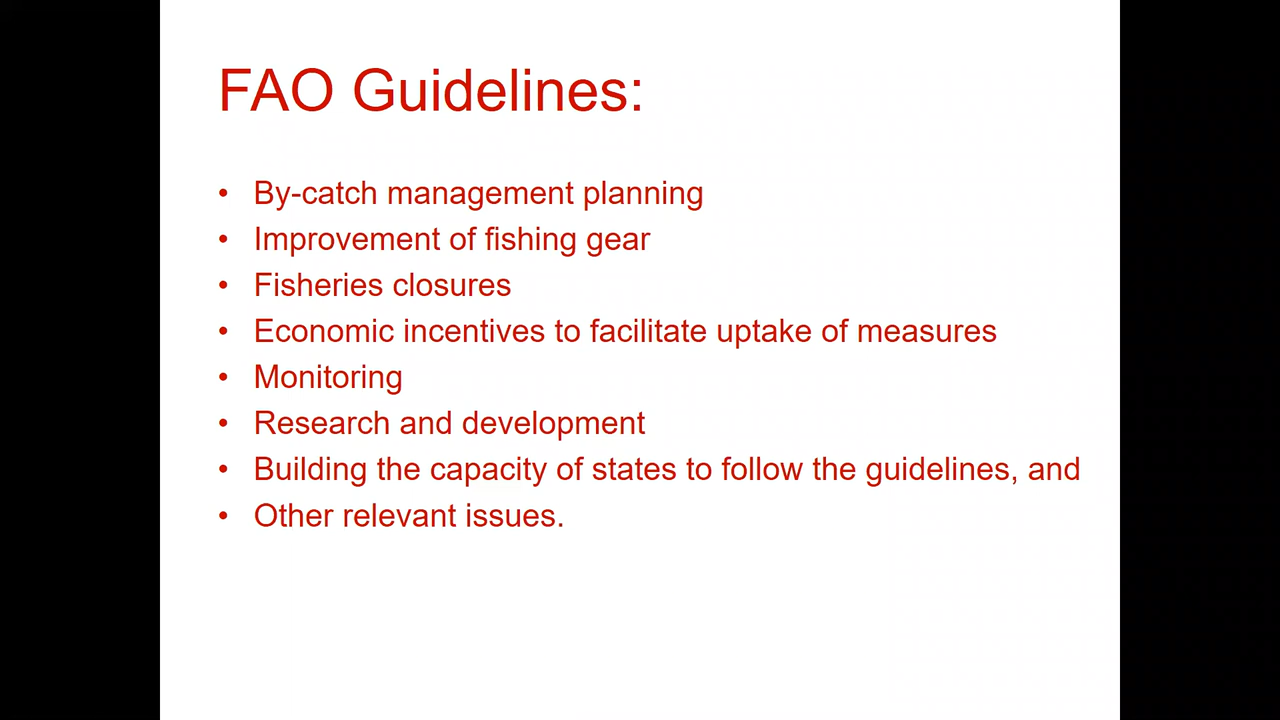 FAO Guidelines:
• By-catch management planning
• Improvement of fishing gear
• Fisheries closures
• Economic incentives to facilitate uptake of measures
• Monitoring
• Research and development
• Building the capacity of states to follow the guidelines, and
• Other relevant issues.